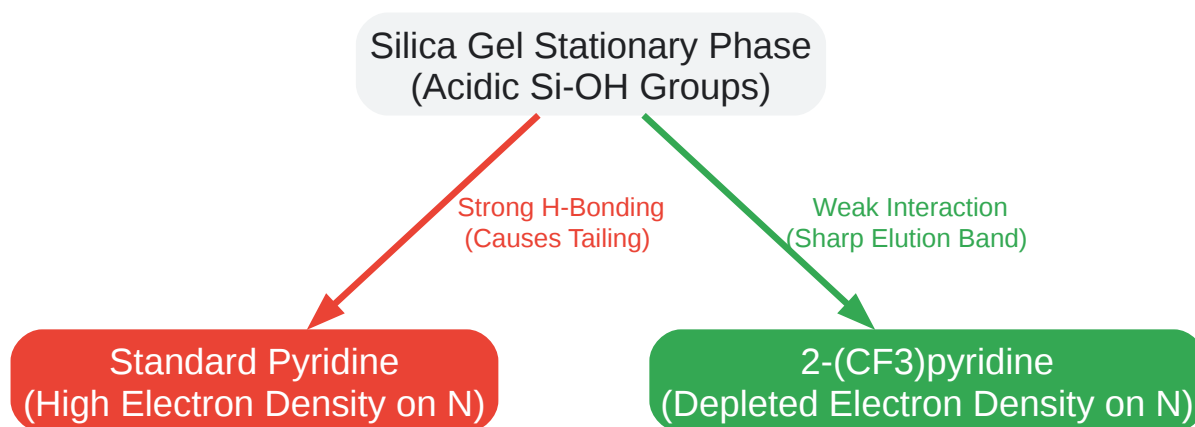 Silica Gel Stationary Phase
(Acidic Si-OH Groups)
Strong H-Bonding
(Causes Tailing)
Weak Interaction
(Sharp Elution Band)
Standard Pyridine
(High Electron Density on N)
2-(CF3)pyridine
(Depleted Electron Density on N)